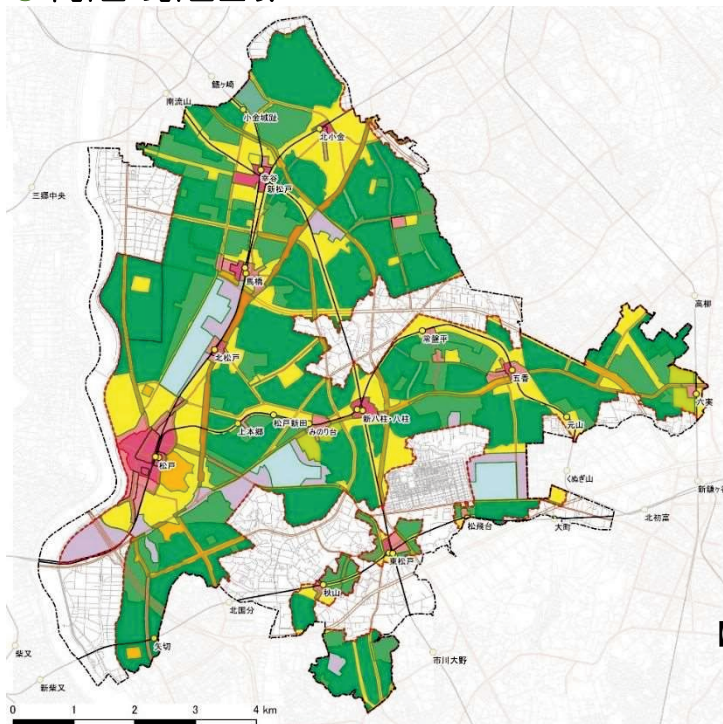 鰭ヶ崎
南流山
小金城趾
北小金
幸谷
新松戸
三郷中央
馬橋
高柳
常盤平
北松戸
五香
六実
新八柱・八柱
松戸新田
みのり台
上本郷
元山
松戸
くぬぎ山
新鎌ヶ谷
北初富
松飛台
大町
東松戸
秋山
北国分
矢切
柴又
市川大野
新柴又
0 1 2 3 4 km